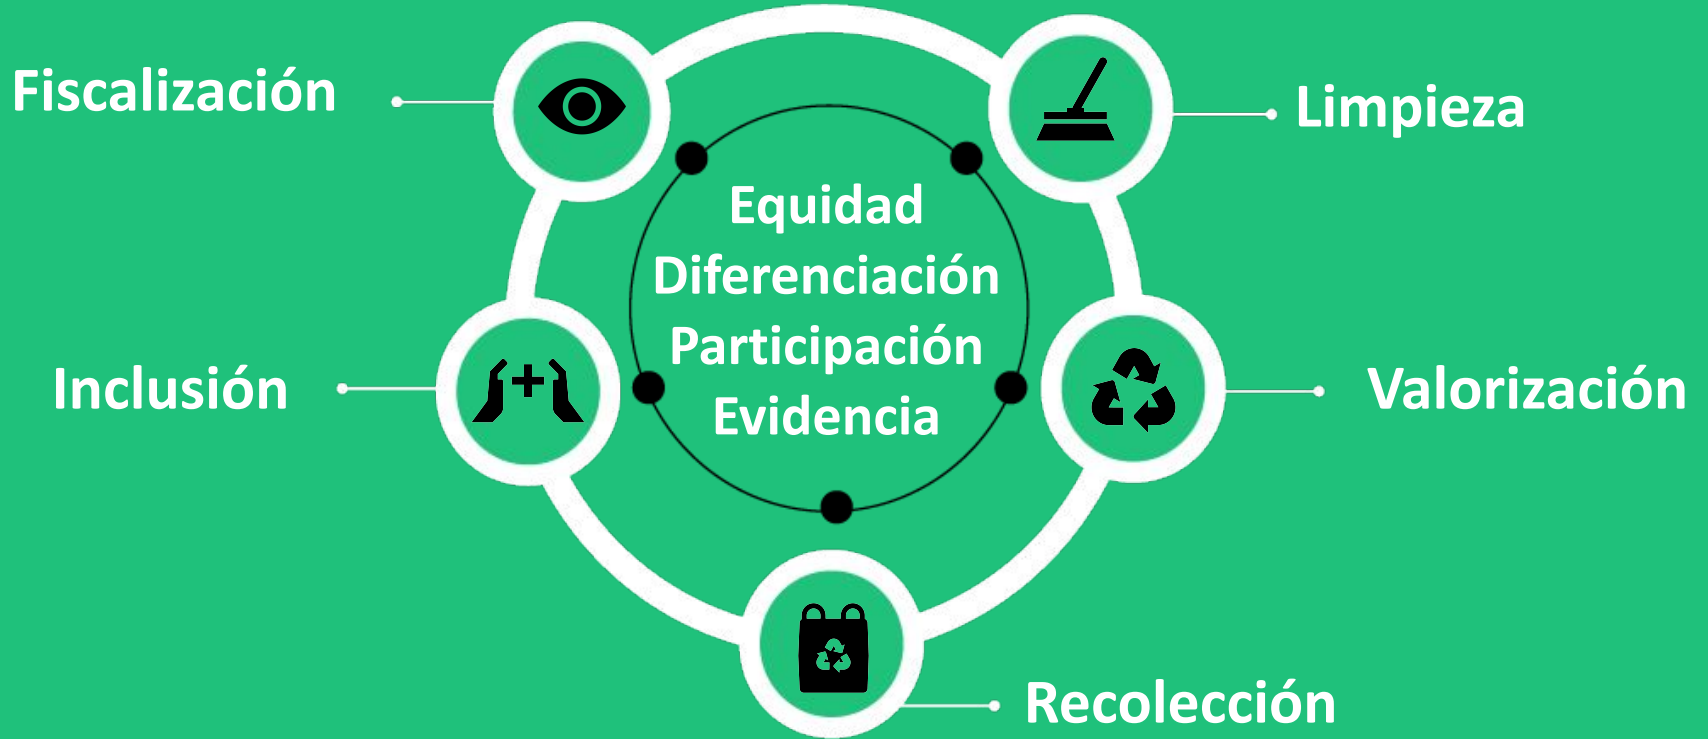 Fiscalización
Limpieza
Equidad
Diferenciación
Participación
Evidencia
Inclusión
Valorización
Recolección